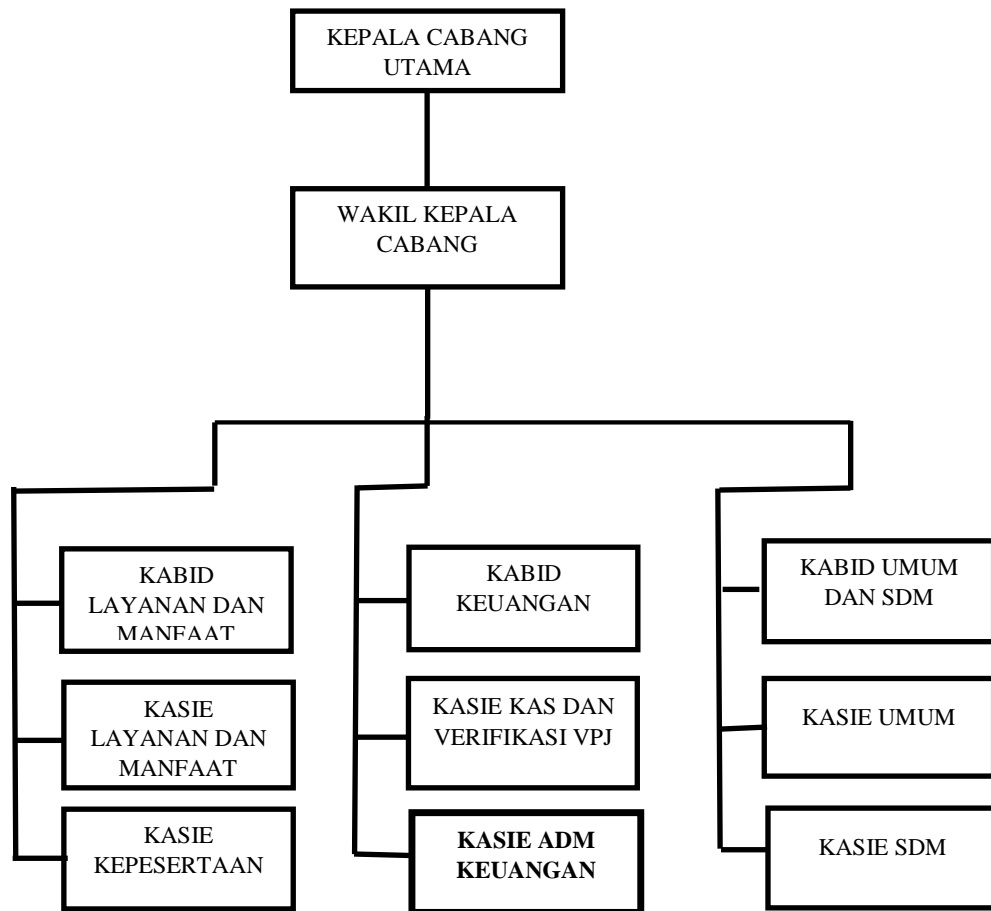 KEPALA CABANG
UTAMA
WAKIL KEPALA
CABANG
KABID
LAYANAN DAN
MANFAAT
KASIE
LAYANAN DAN
MANFAAT
KASIE
KEPESERTAAN
KABID
KEUANGAN
KASIE KAS DAN
VERIFIKASI VPJ
KASIE ADM
KEUANGAN
KABID UMUM
DAN SDM
KASIE UMUM
KASIE SDM